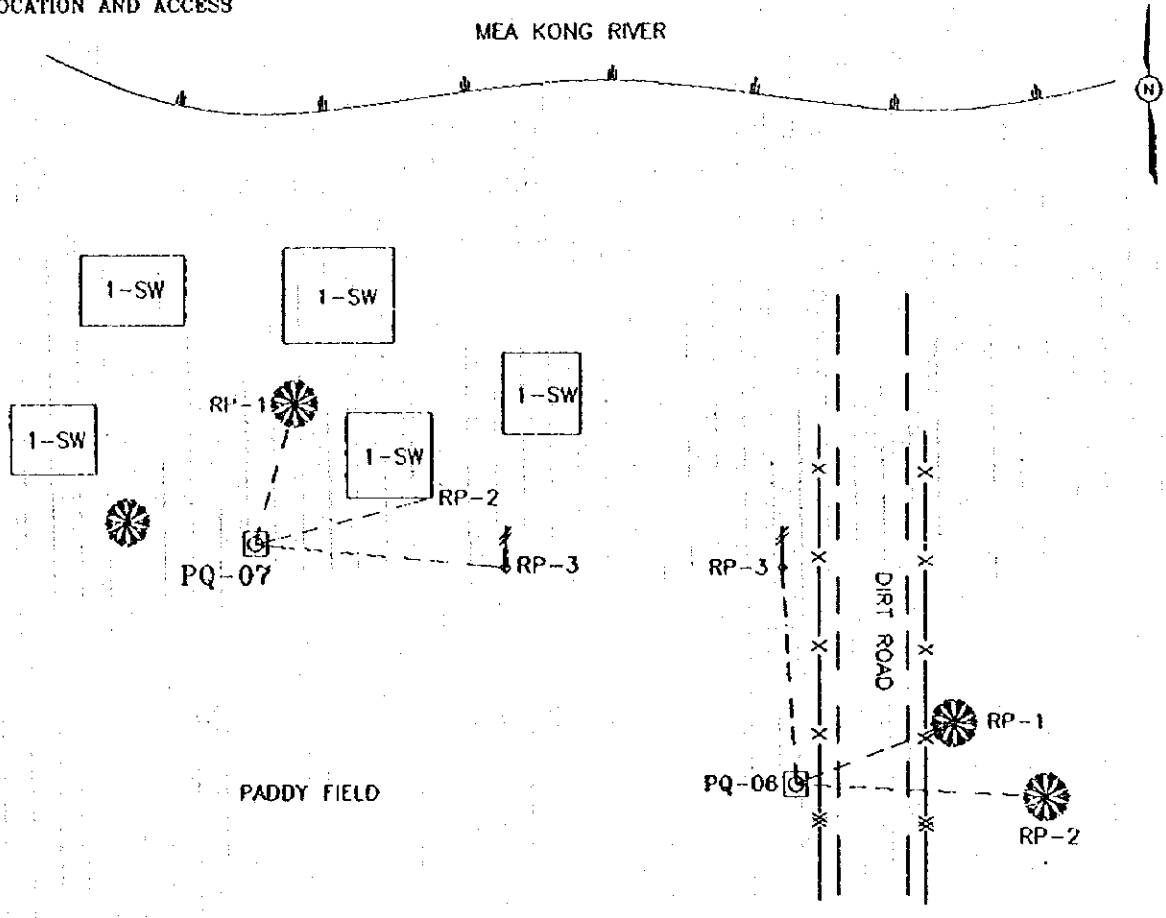 LOCATION AND ACCESS
MEA KONG RIVER
N
1-SW
1-SW
1-SW
RP-1
1-SW
1-SW
RP-2
RP-3
PQ-07
RP-3
DIRT ROAD
RP-1
PQ-06
PADDY FIELD
RP-2